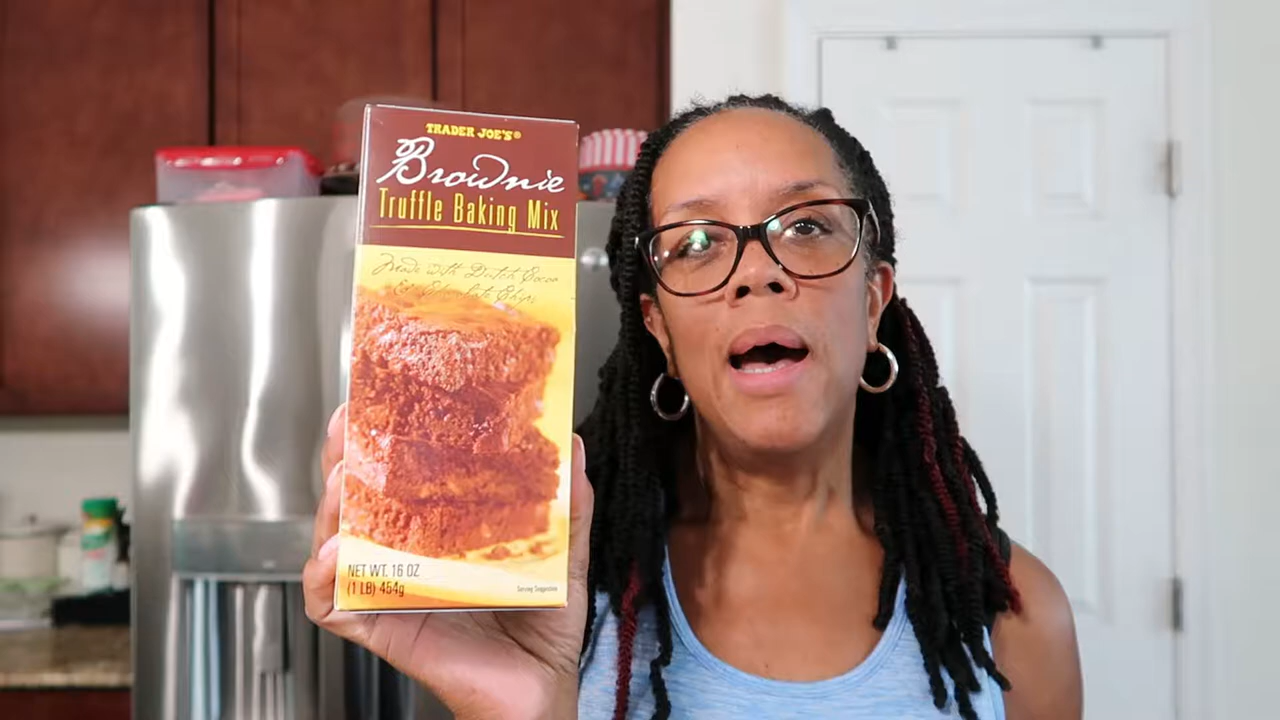 TRADER JOE'S®
Brownie
Truffle Baking Mix
Made with Dutch Cocoa
& Chocolate Chips
NET WT. 16 OZ
(1 LB) 454g
Serving Suggestion